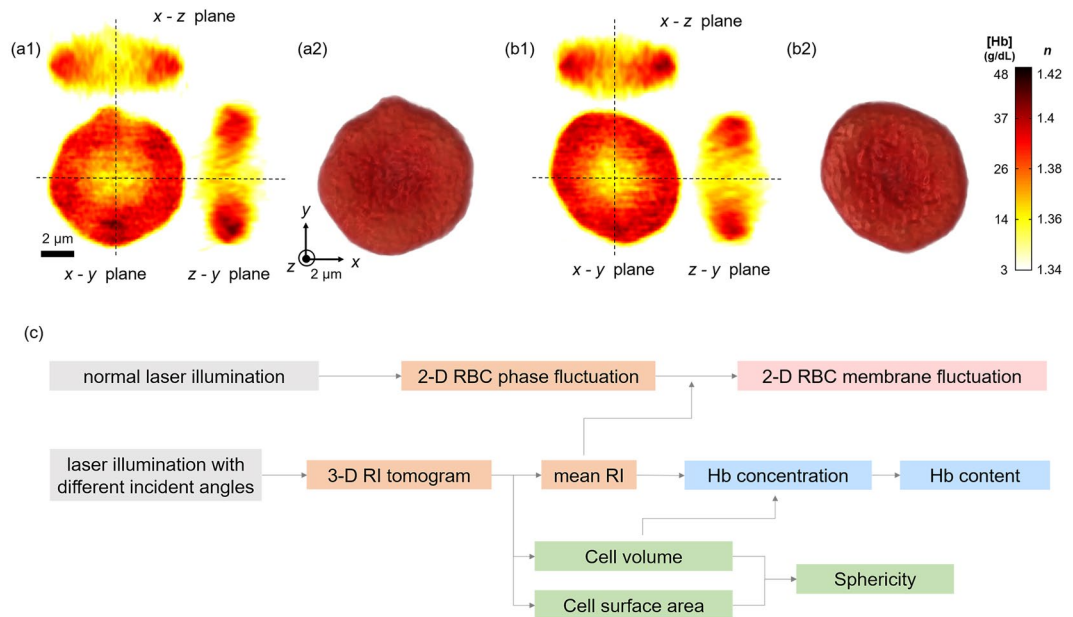 x - z plane
(a1)
(a2)
2 μm
x - y plane
z - y plane
y
z
x
2 μm
x - z plane
(b1)
(b2)
x - y plane
z - y plane
[Hb]
(g/dL)
n
48
1.42
37
1.4
26
1.38
14
1.36
3
1.34
(c)
normal laser illumination
2-D RBC phase fluctuation
2-D RBC membrane fluctuation
laser illumination with
different incident angles
3-D RI tomogram
mean RI
Hb concentration
Hb content
Cell volume
Sphericity
Cell surface area